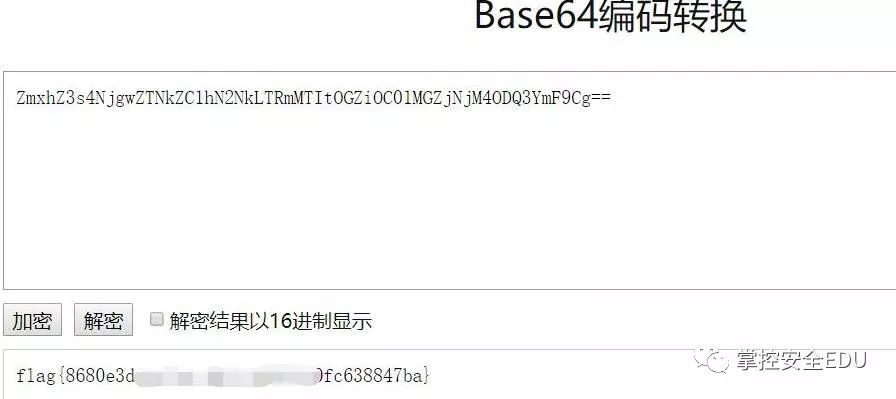 Base64编码转换
ZmxhZ3s4NjgwZTNkZC1hN2NkLTRmMTItOGZiOC01MGZjNjM4ODQ3YmF9Cg==
加密 解密 解密结果以16进制显示
flag{8680e3d 0fc638847ba}
掌控安全EDU